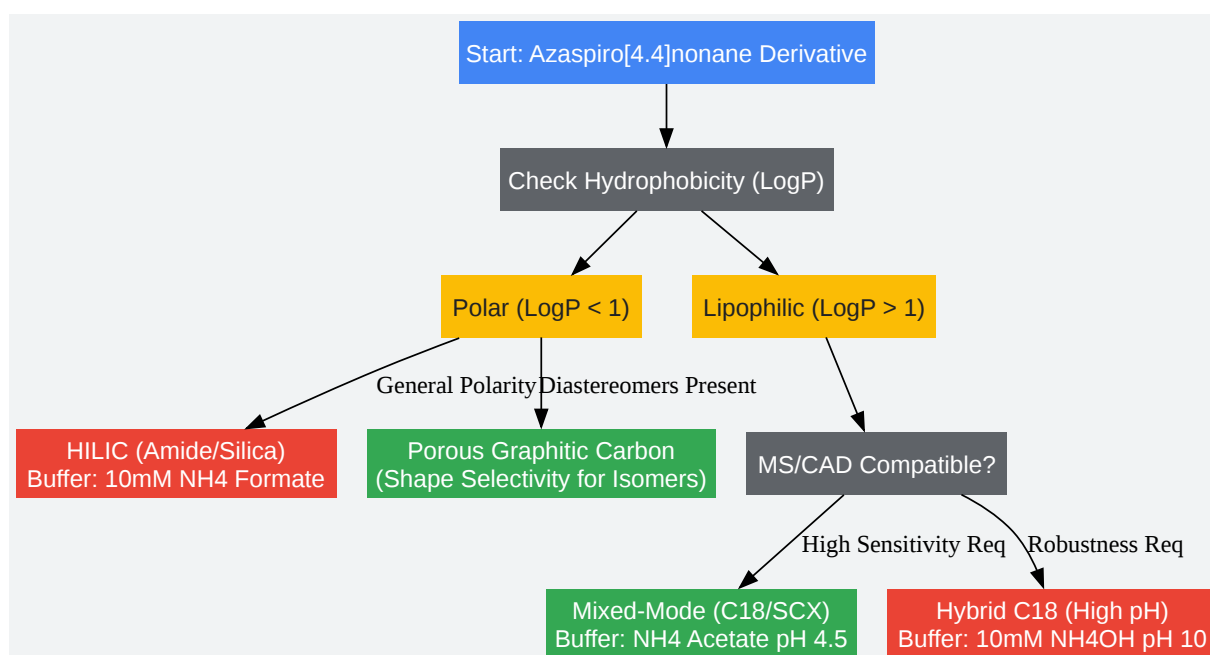 Start: Azaspiro[4.4]nonane Derivative
Check Hydrophobicity (LogP)
Polar (LogP < 1)
Lipophilic (LogP > 1)
General Polarity
Diastereomers Present
HILIC (Amide/Silica)
Buffer: 10mM NH4 Formate
Porous Graphitic Carbon
(Shape Selectivity for Isomers)
MS/CAD Compatible?
High Sensitivity Req
Robustness Req
Mixed-Mode (C18/SCX)
Buffer: NH4 Acetate pH 4.5
Hybrid C18 (High pH)
Buffer: 10mM NH4OH pH 10